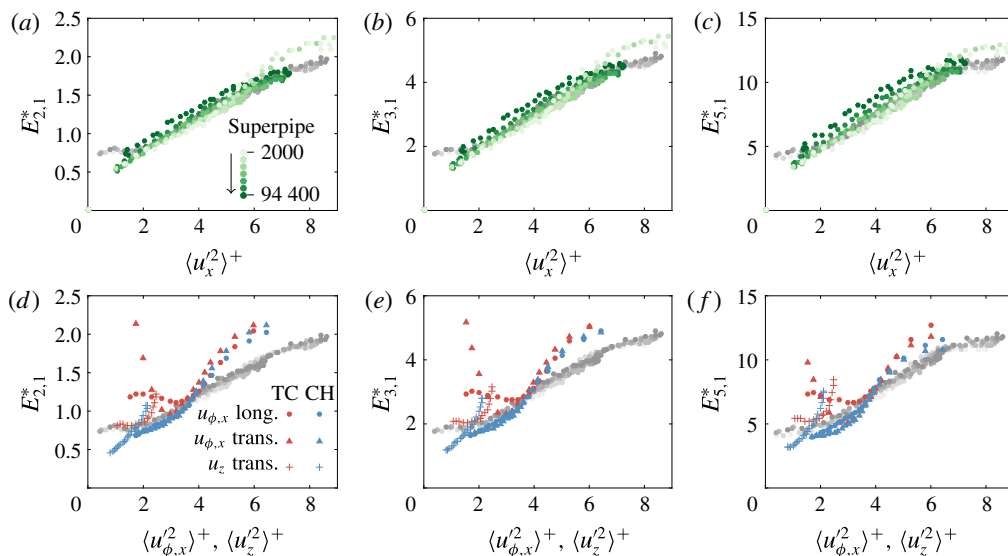 (a) (b) (c)
2.5 2.0 1.5 1.0 0.5 0
6 4 2 0
15 10 5 0
E*2,1 E*3,1 E*5,1
Superpipe
2000
94 400
2 4 6 8 2 4 6 8 2 4 6 8
⟨u′x²⟩⁺ ⟨u′x²⟩⁺ ⟨u′x²⟩⁺
(d) (e) (f)
2.5 2.0 1.5 1.0 0.5 0
6 4 2 0
15 10 5 0
E*2,1 E*3,1 E*5,1
TC CH
uϕ,x long.
uϕ,x trans.
uz trans.
2 4 6 8 2 4 6 8 2 4 6 8
⟨u′ϕ,x²⟩⁺, ⟨u′z²⟩⁺ ⟨u′ϕ,x²⟩⁺, ⟨u′z²⟩⁺ ⟨u′ϕ,x²⟩⁺, ⟨u′z²⟩⁺